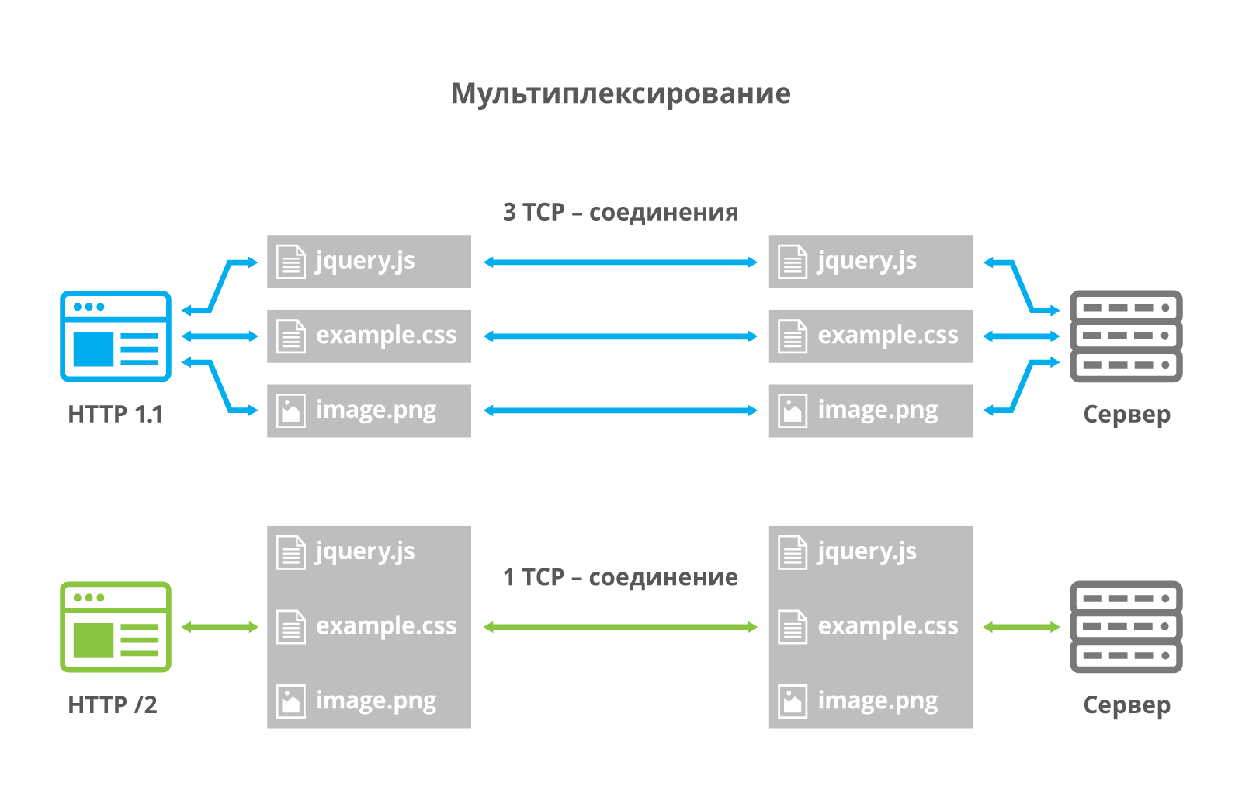 Мультиплексирование
3 TCP – соединения
jquery.js
jquery.js
example.css
example.css
image.png
image.png
HTTP 1.1
Сервер
jquery.js
jquery.js
1 TCP – соединение
example.css
example.css
image.png
image.png
HTTP /2
Сервер